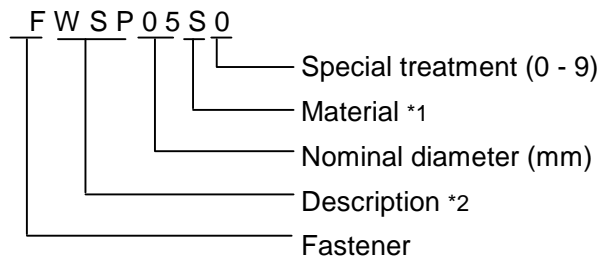 F W S P 0 5 S 0
Special treatment (0 - 9)
Material *1
Nominal diameter (mm)
Description *2
Fastener